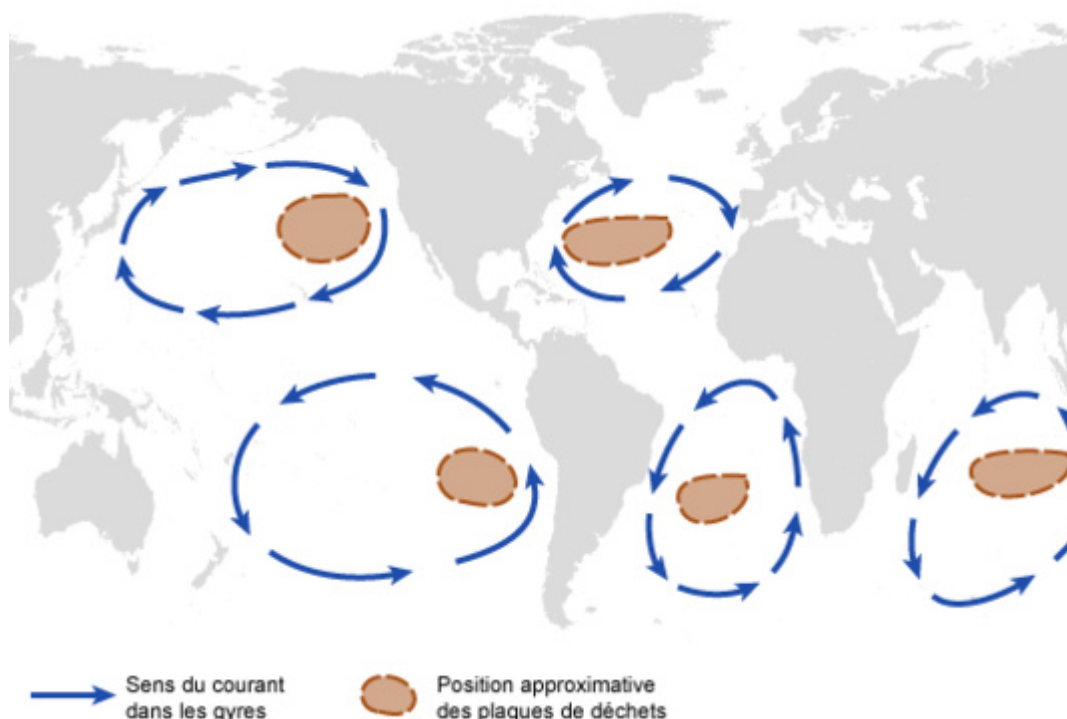 Sens du courant
dans les gyres
Position approximative
des plaques de déchets